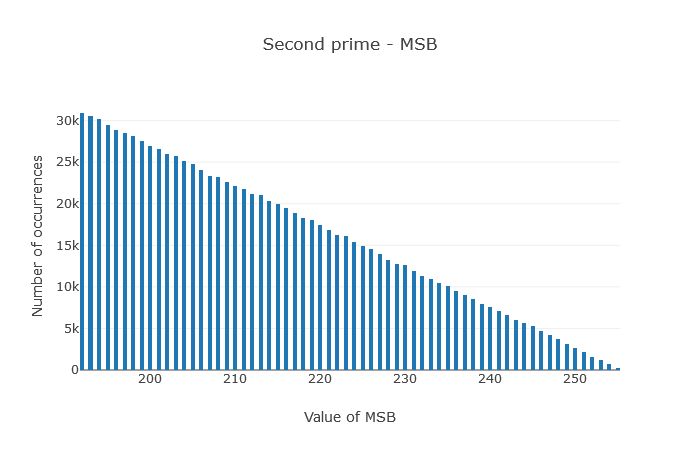 Second prime - MSB
Number of occurrences
30k
25k
20k
15k
10k
5k
0
200 210 220 230 240 250
Value of MSB